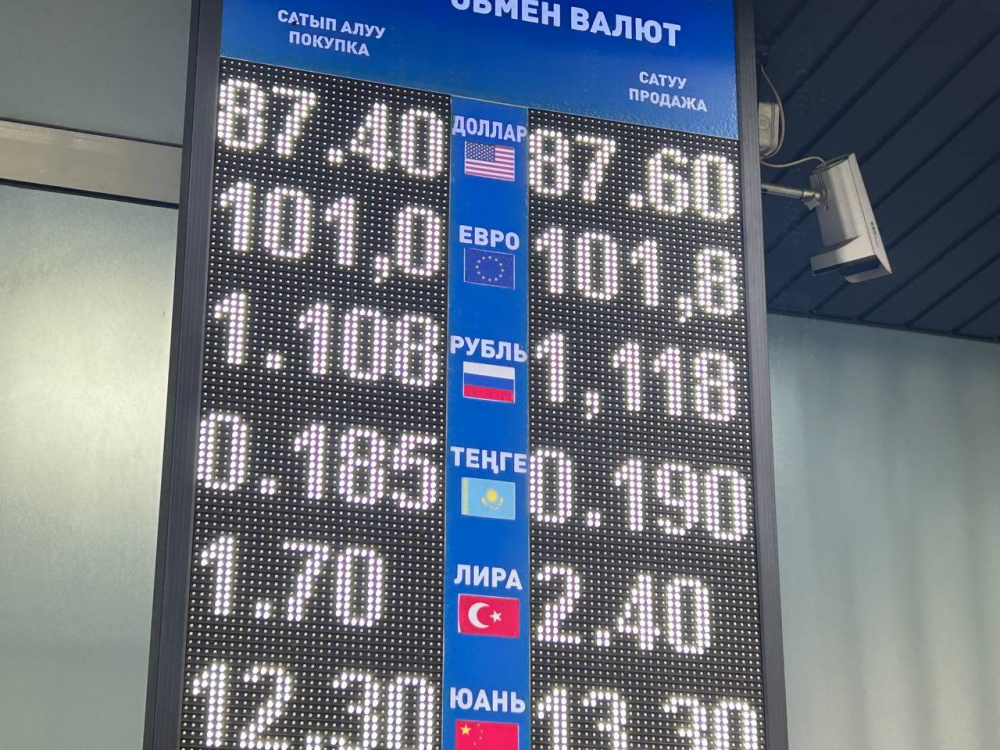 ОБМЕН ВАЛЮТ
САТЫП АЛУУ
ПОКУПКА
САТУУ
ПРОДАЖА
87.40 ДОЛЛАР 87.60
101,0 ЕВРО 101,8
1.108 РУБЛЬ 1,118
0.185 ТЕҢГЕ 0.190
1.70 ЛИРА 2.40
12.30 ЮАНЬ 13.30